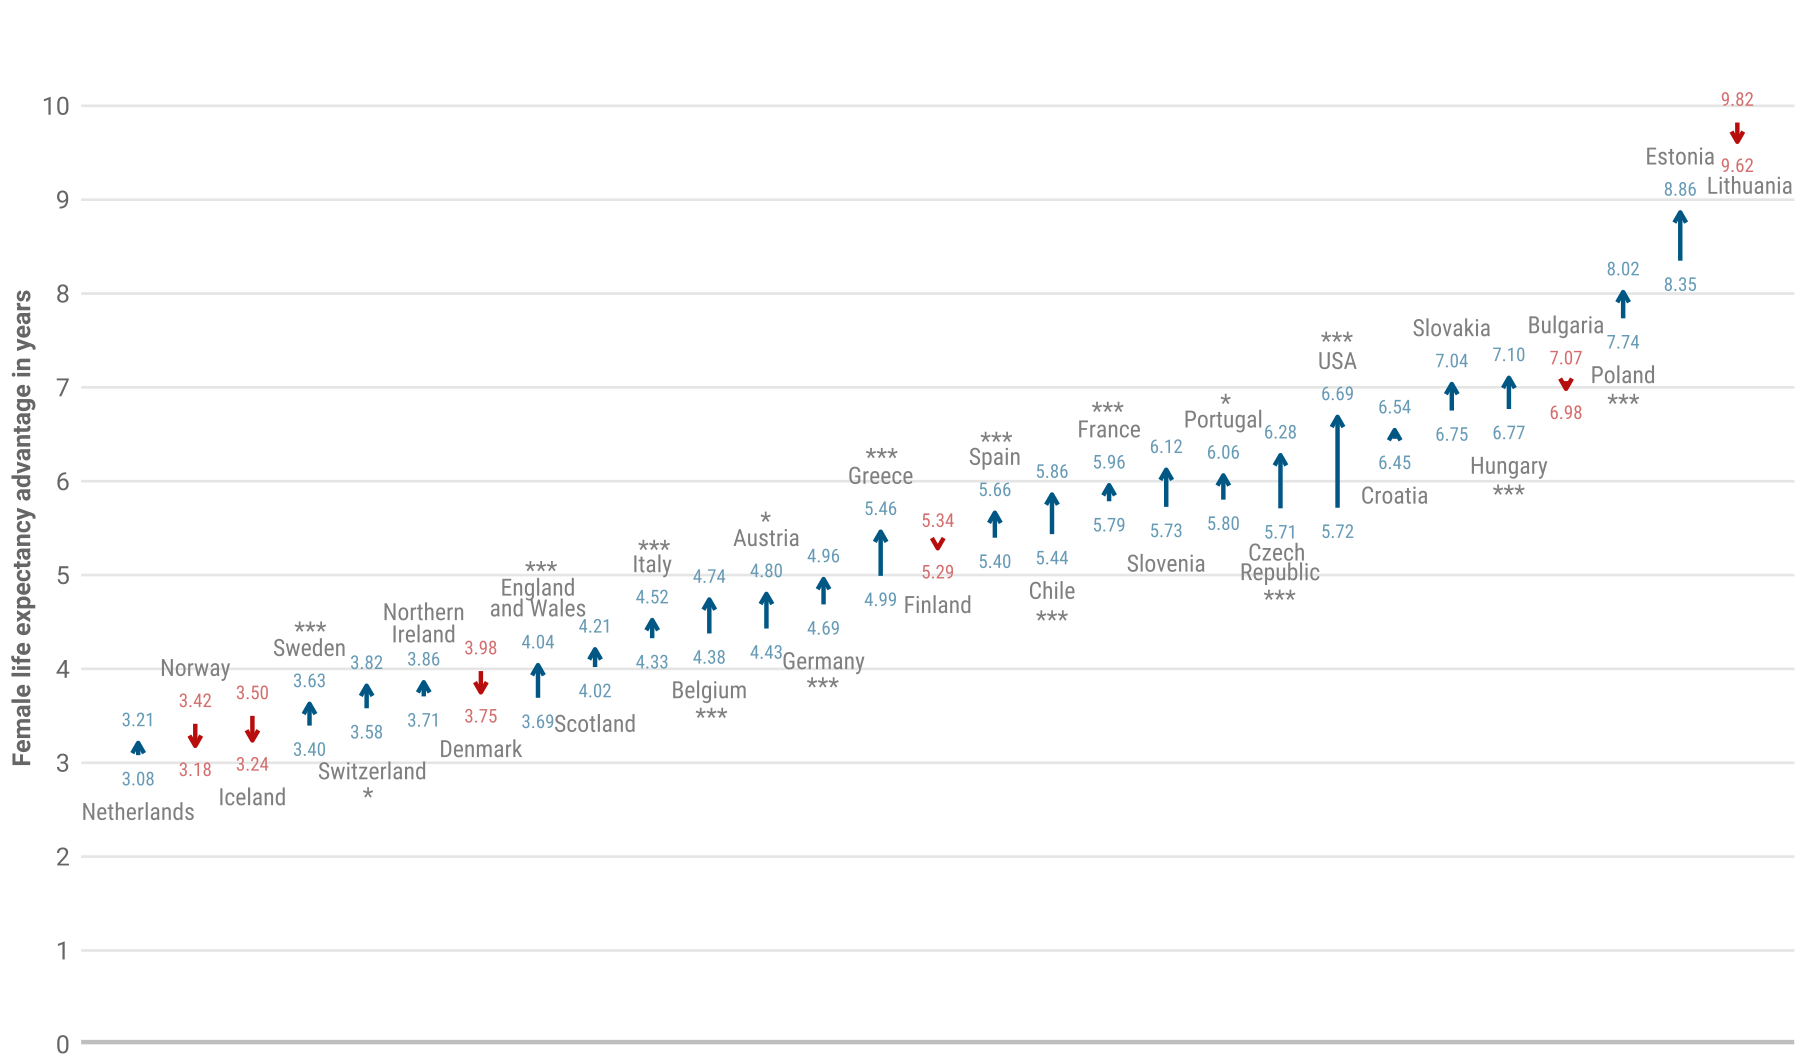 Female life expectancy advantage in years
10
9
8
7
6
5
4
3
2
1
0
3.21
3.08
Netherlands
Norway
3.42
3.18
3.50
3.24
Iceland
***
Sweden
3.63
3.40
3.82
3.58
Switzerland
*
Northern
Ireland
3.86
3.71
3.98
3.75
Denmark
***
England
and Wales
4.04
3.69
4.21
4.02
Scotland
***
Italy
4.52
4.33
4.74
4.38
Belgium
***
*
Austria
4.80
4.43
4.96
4.69
Germany
***
***
Greece
5.46
4.99
5.34
5.29
Finland
***
Spain
5.66
5.40
5.86
5.44
Chile
***
***
France
5.96
5.79
6.12
5.73
Slovenia
*
Portugal
6.06
5.80
6.28
5.71
Czech
Republic
***
***
USA
6.69
5.72
6.54
6.45
Croatia
Slovakia
7.04
6.75
7.10
6.77
Hungary
***
Bulgaria
7.07
6.98
8.02
7.74
Poland
***
Estonia
8.86
8.35
9.82
9.62
Lithuania